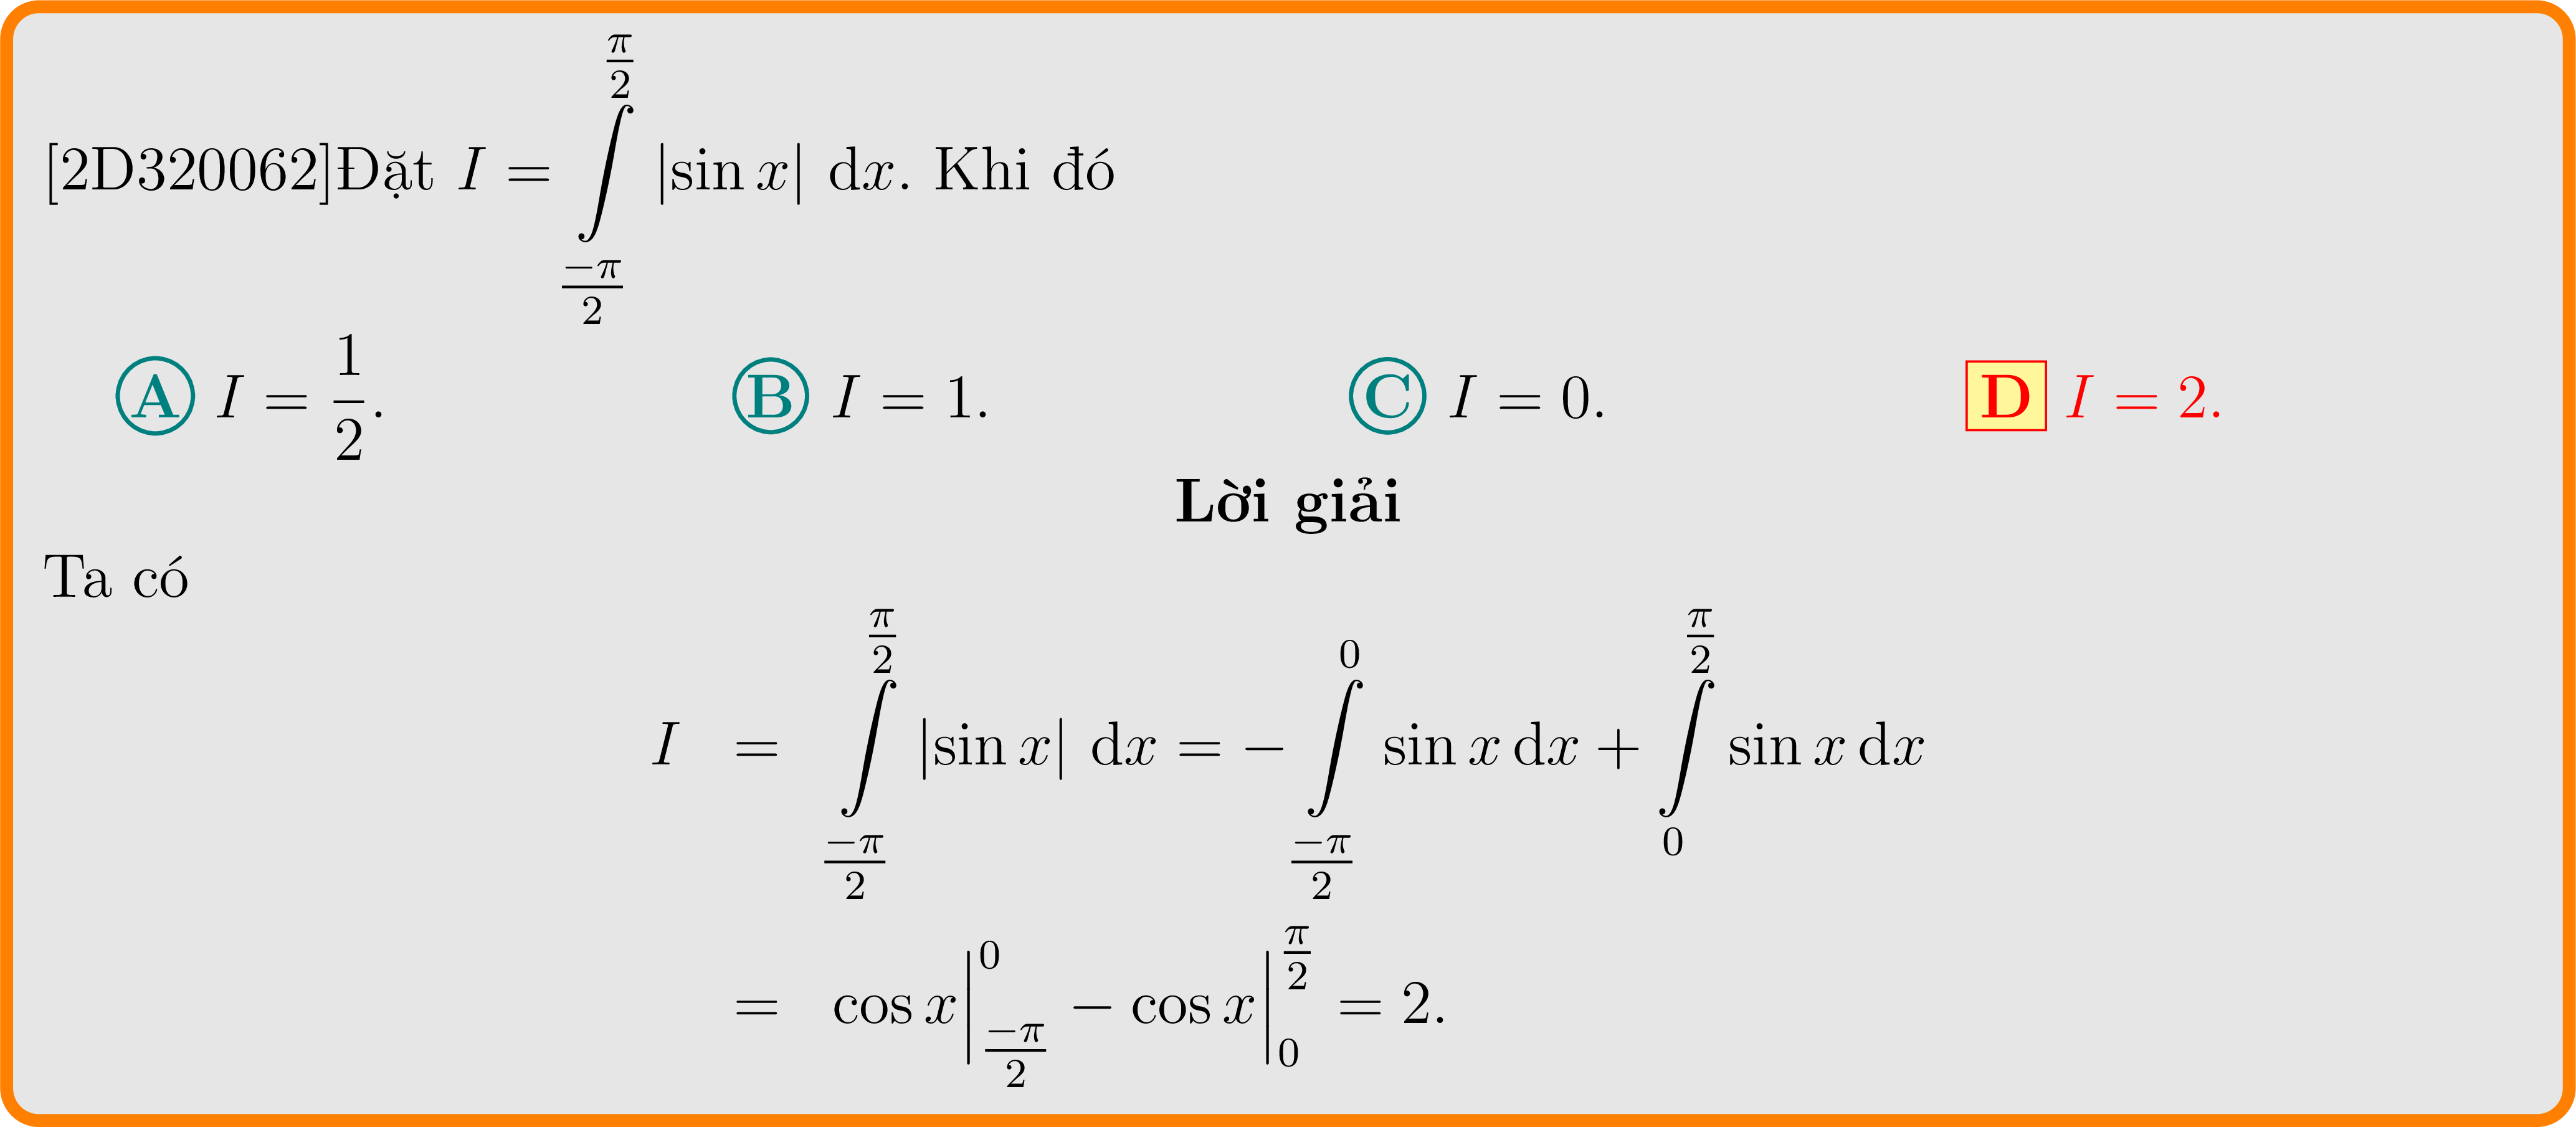 [2D320062]Đặt $I = \int\limits_{\frac{-\pi}{2}}^{\frac{\pi}{2}} |\sin x| \ \mathrm{d}x$. Khi đó
A $I = \frac{1}{2}$. B $I = 1$. C $I = 0$. D $I = 2$.
Lời giải
Ta có
$I = \int\limits_{\frac{-\pi}{2}}^{\frac{\pi}{2}} |\sin x| \ \mathrm{d}x = -\int\limits_{\frac{-\pi}{2}}^{0} \sin x \, \mathrm{d}x + \int\limits_{0}^{\frac{\pi}{2}} \sin x \, \mathrm{d}x$
$= \cos x \Big|_{\frac{-\pi}{2}}^{0} - \cos x \Big|_{0}^{\frac{\pi}{2}} = 2.$